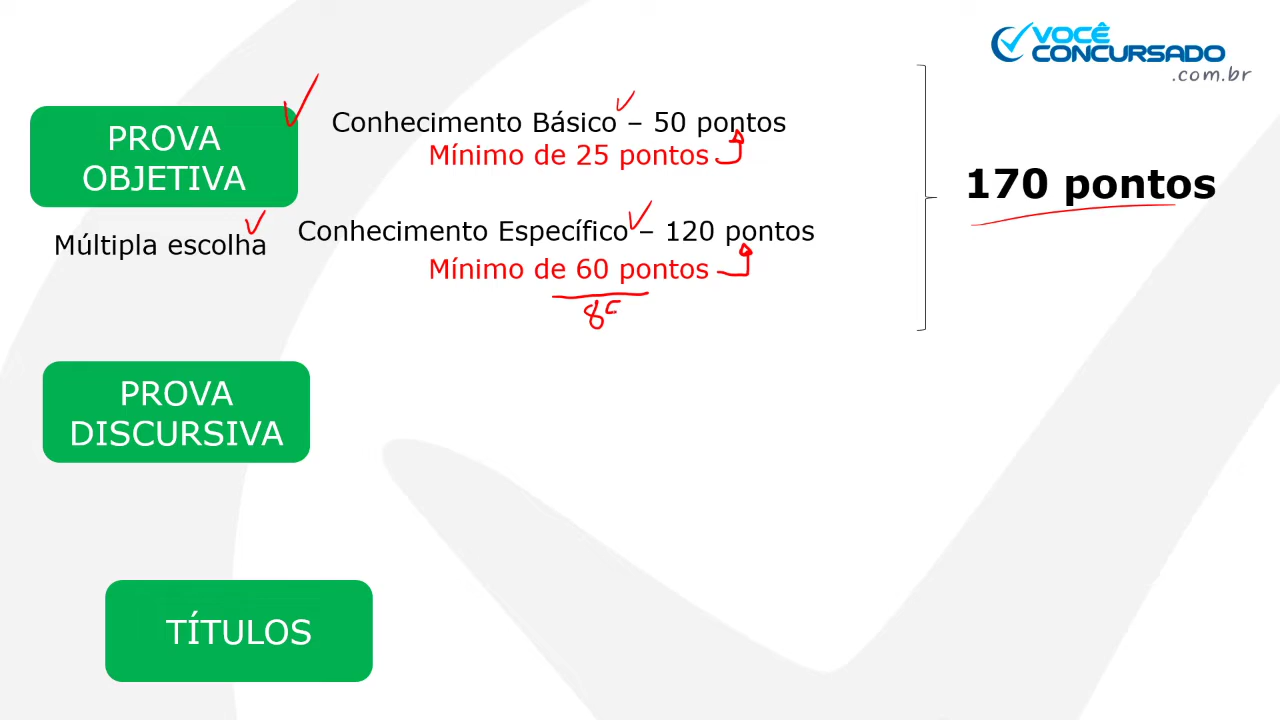 VOCÊ
CONCURSADO
.com.br
PROVA
OBJETIVA
Múltipla escolha
Conhecimento Básico – 50 pontos
Mínimo de 25 pontos
Conhecimento Específico – 120 pontos
Mínimo de 60 pontos
170 pontos
PROVA
DISCURSIVA
TÍTULOS